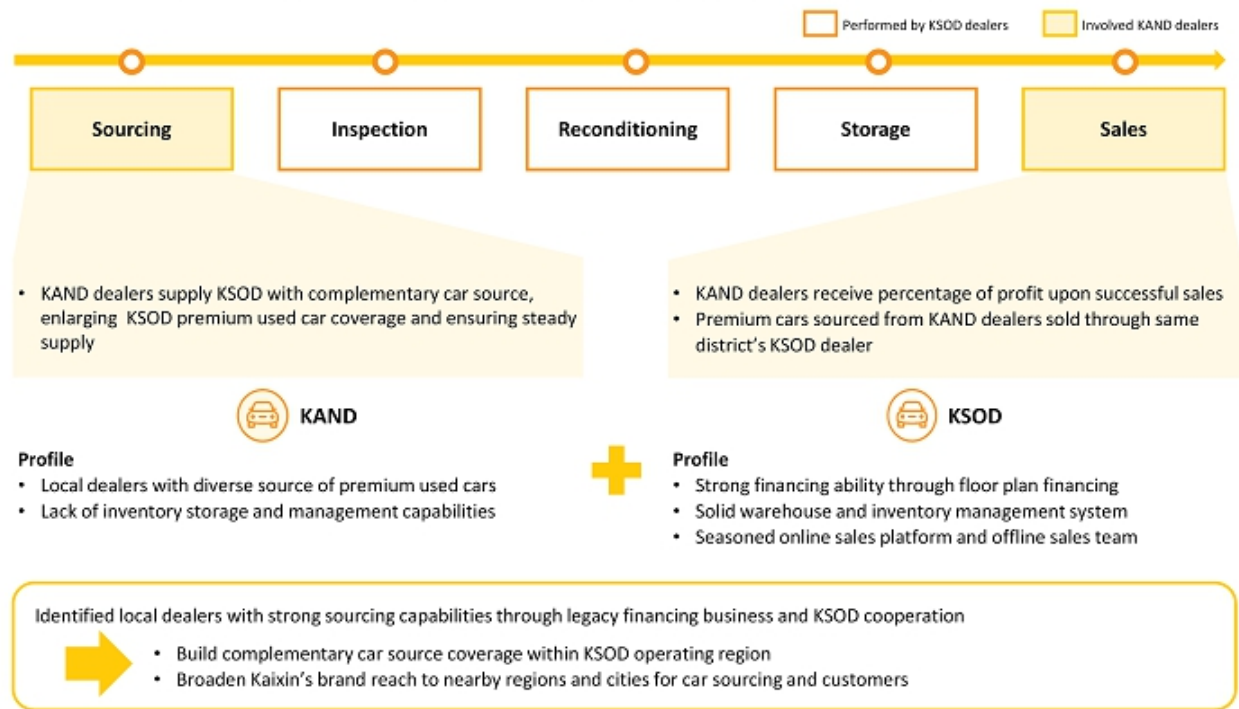 Performed by KSOD dealers
Involved KAND dealers
Sourcing
Inspection
Reconditioning
Storage
Sales
• KAND dealers supply KSOD with complementary car source,
enlarging KSOD premium used car coverage and ensuring steady
supply
• KAND dealers receive percentage of profit upon successful sales
• Premium cars sourced from KAND dealers sold through same
district's KSOD dealer
KAND
Profile
• Local dealers with diverse source of premium used cars
• Lack of inventory storage and management capabilities
KSOD
Profile
• Strong financing ability through floor plan financing
• Solid warehouse and inventory management system
• Seasoned online sales platform and offline sales team
Identified local dealers with strong sourcing capabilities through legacy financing business and KSOD cooperation
• Build complementary car source coverage within KSOD operating region
• Broaden Kaixin's brand reach to nearby regions and cities for car sourcing and customers